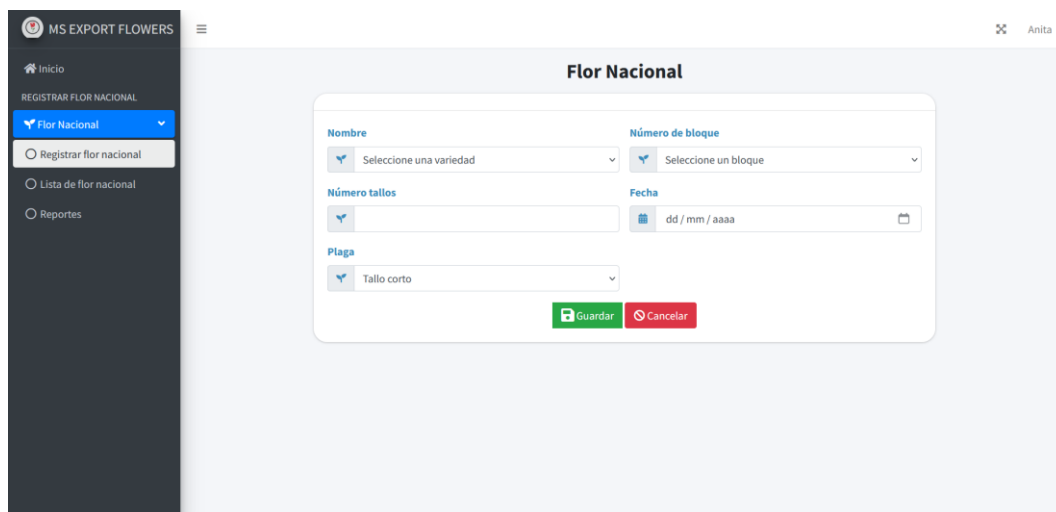 MS EXPORT FLOWERS
Anita
Inicio
REGISTRAR FLOR NACIONAL
Flor Nacional
Registrar flor nacional
Lista de flor nacional
Reportes
Flor Nacional
Nombre
Número de bloque
Seleccione una variedad
Seleccione un bloque
Número tallos
Fecha
dd / mm / aaaa
Plaga
Tallo corto
Guardar
Cancelar